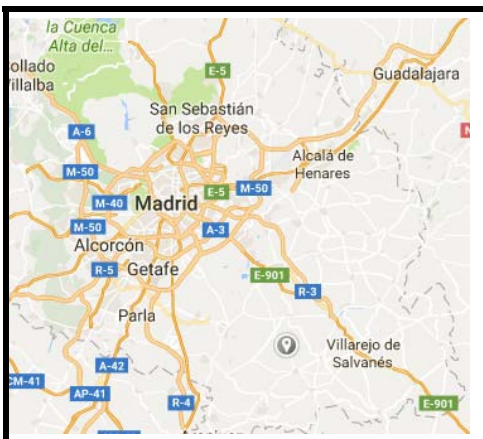 la Cuenca
Alta del...
ollado
Villalba
E-5
Guadalajara
San Sebastián
de los Reyes
A-6
Alcalá de
Henares
M-50
E-5
M-50
M-40
Madrid
M-50
A-3
Alcorcón
R-5
Getafe
E-901
R-3
Parla
Villarejo de
Salvanés
A-42
CM-41
AP-41
R-4
E-901